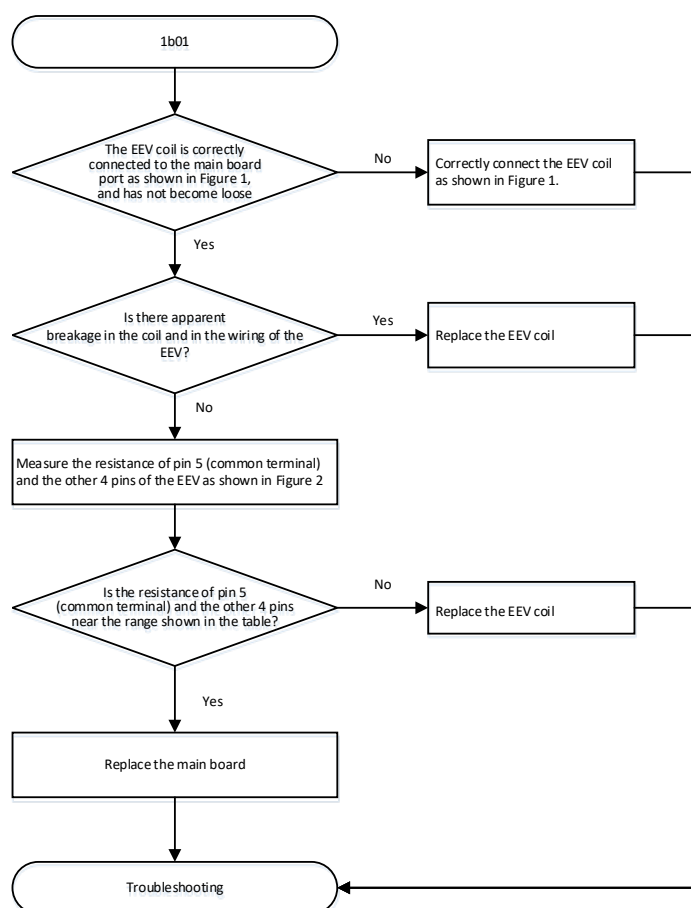 1b01
The EEV coil is correctly
connected to the main board
port as shown in Figure 1,
and has not become loose
No
Correctly connect the EEV coil
as shown in Figure 1.
Yes
Is there apparent
breakage in the coil and in the wiring of the
EEV?
Yes
Replace the EEV coil
No
Measure the resistance of pin 5 (common terminal)
and the other 4 pins of the EEV as shown in Figure 2
Is the resistance of pin 5
(common terminal) and the other 4 pins
near the range shown in the table?
No
Replace the EEV coil
Yes
Replace the main board
Troubleshooting